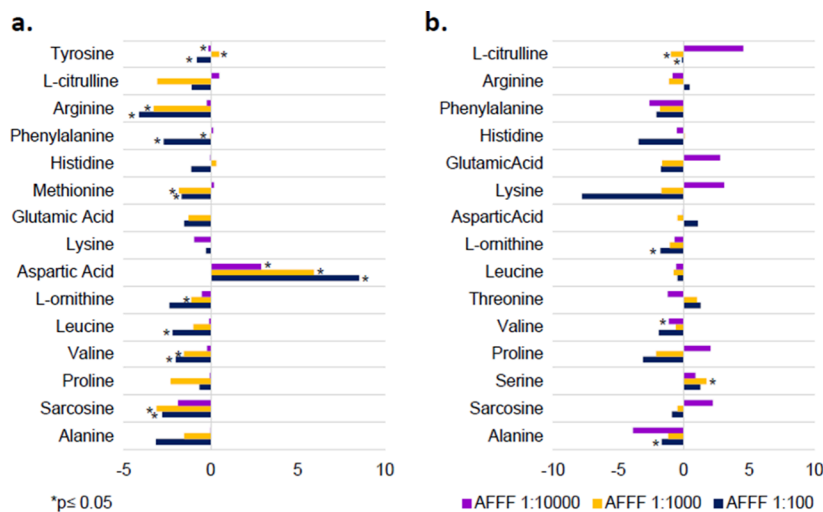 a.
Tyrosine
L-citrulline
Arginine
Phenylalanine
Histidine
Methionine
Glutamic Acid
Lysine
Aspartic Acid
L-ornithine
Leucine
Valine
Proline
Sarcosine
Alanine
-5 0 5 10
*p≤ 0.05
b.
L-citrulline
Arginine
Phenylalanine
Histidine
GlutamicAcid
Lysine
AsparticAcid
L-ornithine
Leucine
Threonine
Valine
Proline
Serine
Sarcosine
Alanine
-10 -5 0 5 10
AFFF 1:10000 AFFF 1:1000 AFFF 1:100